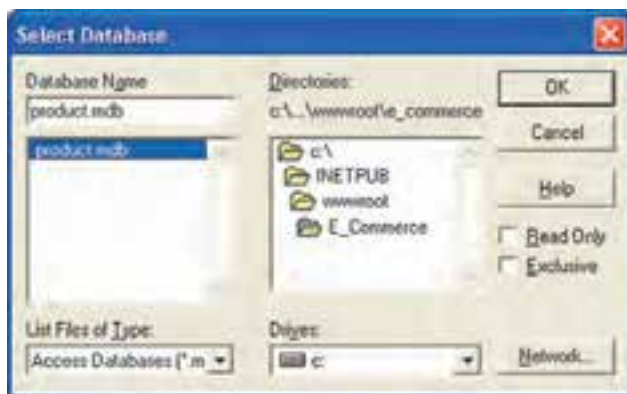 Select Database
Database Name
product.mdb
product.mdb
List Files of Type:
Access Databases (*.m
Directories:
c:\...\wwwroot\e_commerce
c:\
INETPUB
wwwroot
E_Commerce
Drives:
c:
OK
Cancel
Help
Read Only
Exclusive
Network...